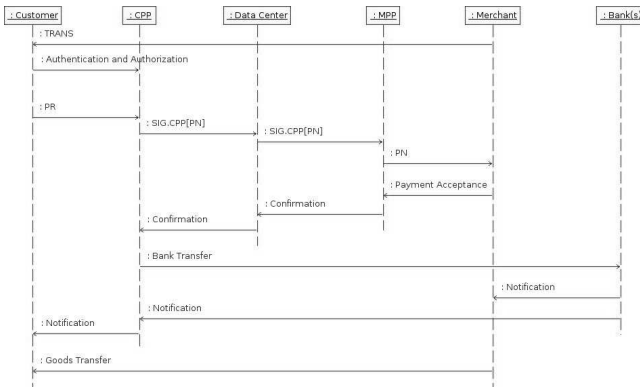 : Customer
: CPP
: Data Center
: MPP
: Merchant
: Bank(s)
: TRANS
: Authentication and Authorization
: PR
: SIG.CPP[PN]
: SIG.CPP[PN]
: PN
: Payment Acceptance
: Confirmation
: Confirmation
: Bank Transfer
: Notification
: Notification
: Notification
: Goods Transfer